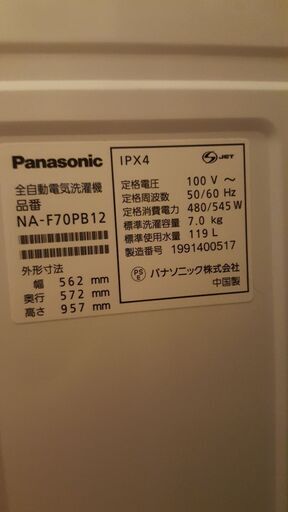 Panasonic
全自動電気洗濯機
品番
NA-F70PB12
外形寸法
幅 562 mm
奥行 572 mm
高さ 957 mm
IPX4
S JET
定格電圧 100 V ～
定格周波数 50/60 Hz
定格消費電力 480/545 W
標準洗濯容量 7.0 kg
標準使用水量 119 L
製造番号 1991400517
PS E パナソニック株式会社
中国製